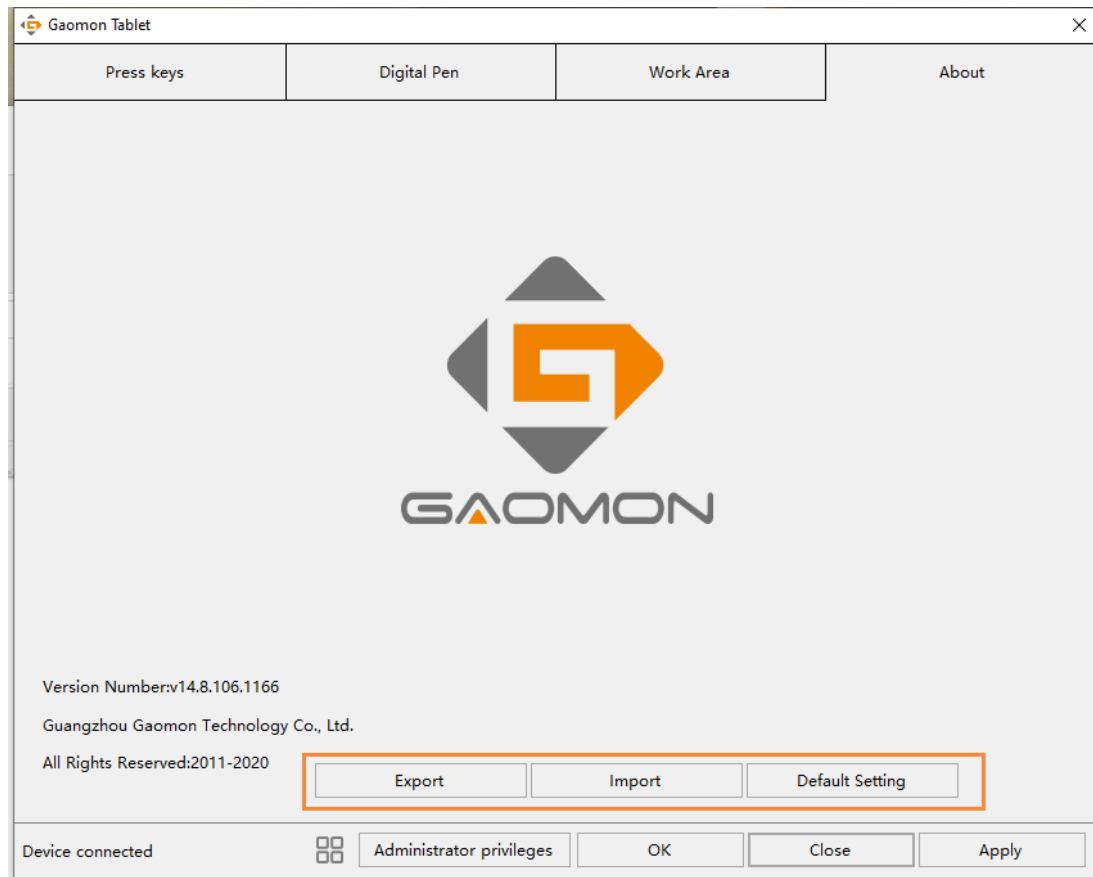 Gaomon Tablet
Press keys Digital Pen Work Area About
GAOMON
Version Number:v14.8.106.1166
Guangzhou Gaomon Technology Co., Ltd.
All Rights Reserved:2011-2020
Export Import Default Setting
Device connected Administrator privileges OK Close Apply